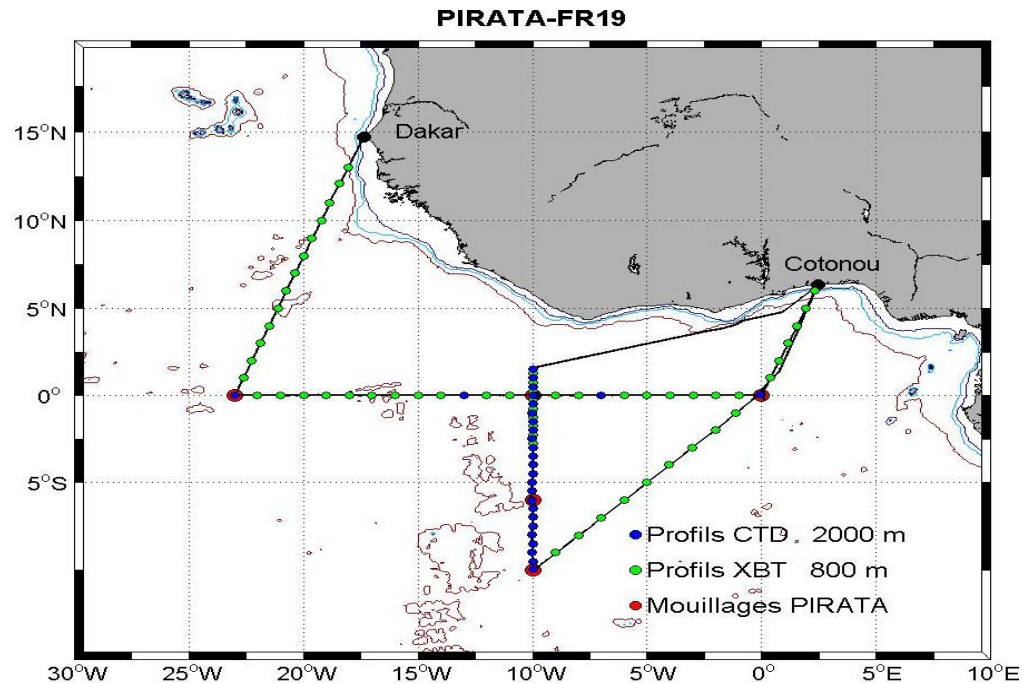 PIRATA-FR19
15°N
10°N
5°N
0°
5°S
Dakar
Cotonou
Profils CTD. 2000 m
Profils XBT 800 m
Mouillages PIRATA
30°W 25°W 20°W 15°W 10°W 5°W 0° 5°E 10°E